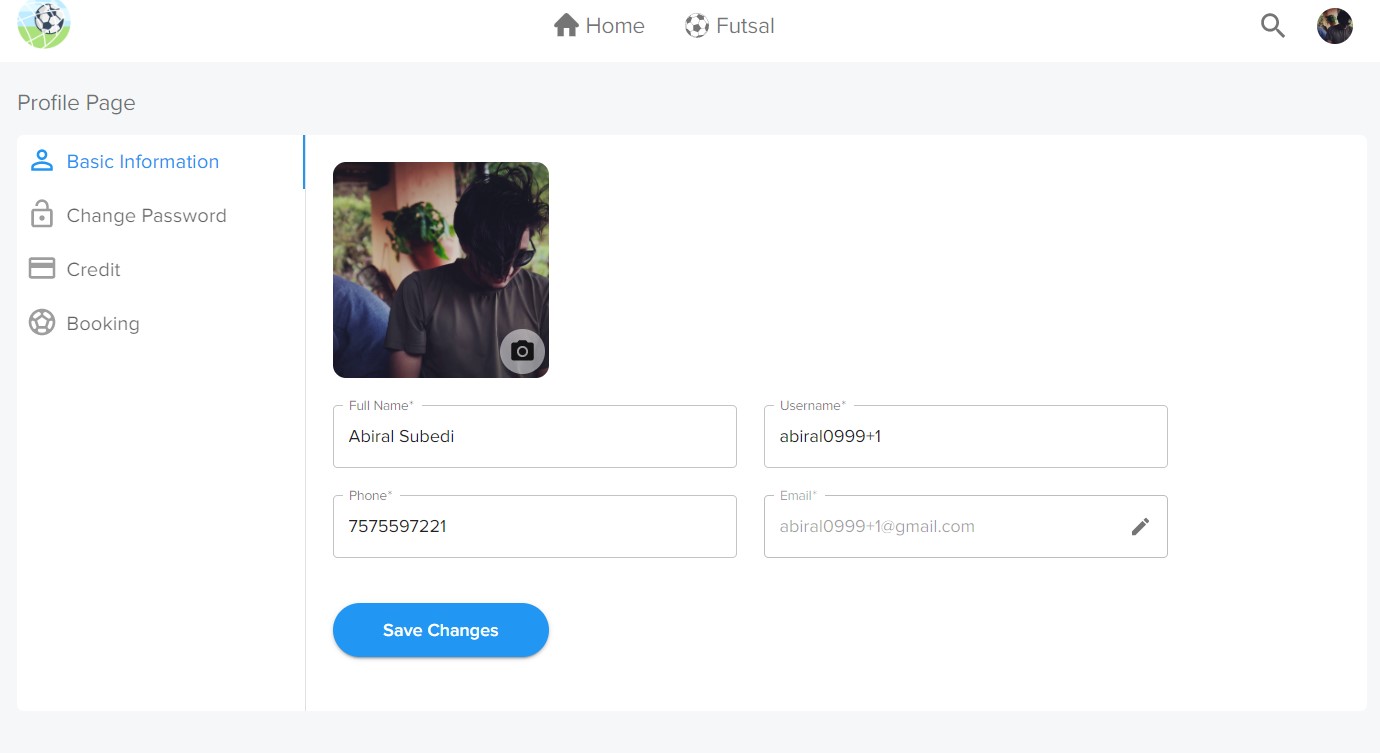 Home Futsal
Profile Page
Basic Information
Change Password
Credit
Booking
Full Name*
Abiral Subedi
Username*
abiral0999+1
Phone*
7575597221
Email*
abiral0999+1@gmail.com
Save Changes